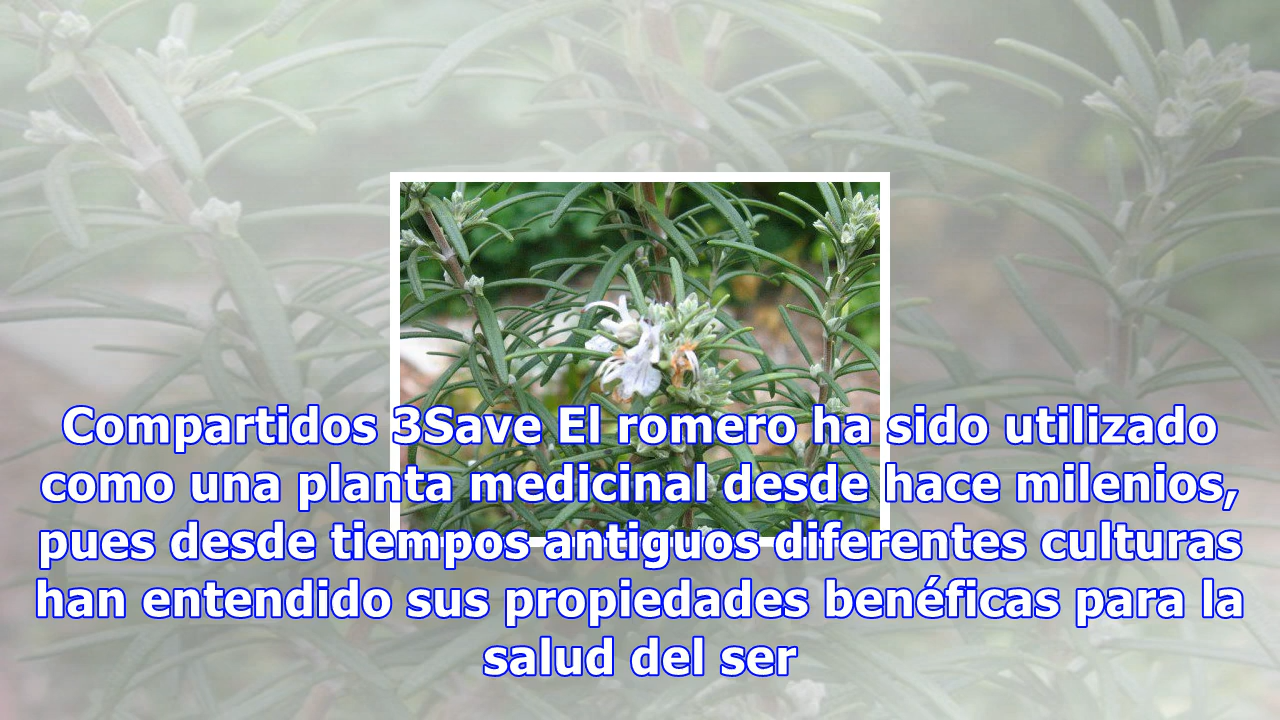 Compartidos 3Save El romero ha sido utilizado
como una planta medicinal desde hace milenios,
pues desde tiempos antiguos diferentes culturas
han entendido sus propiedades benéficas para la
salud del ser